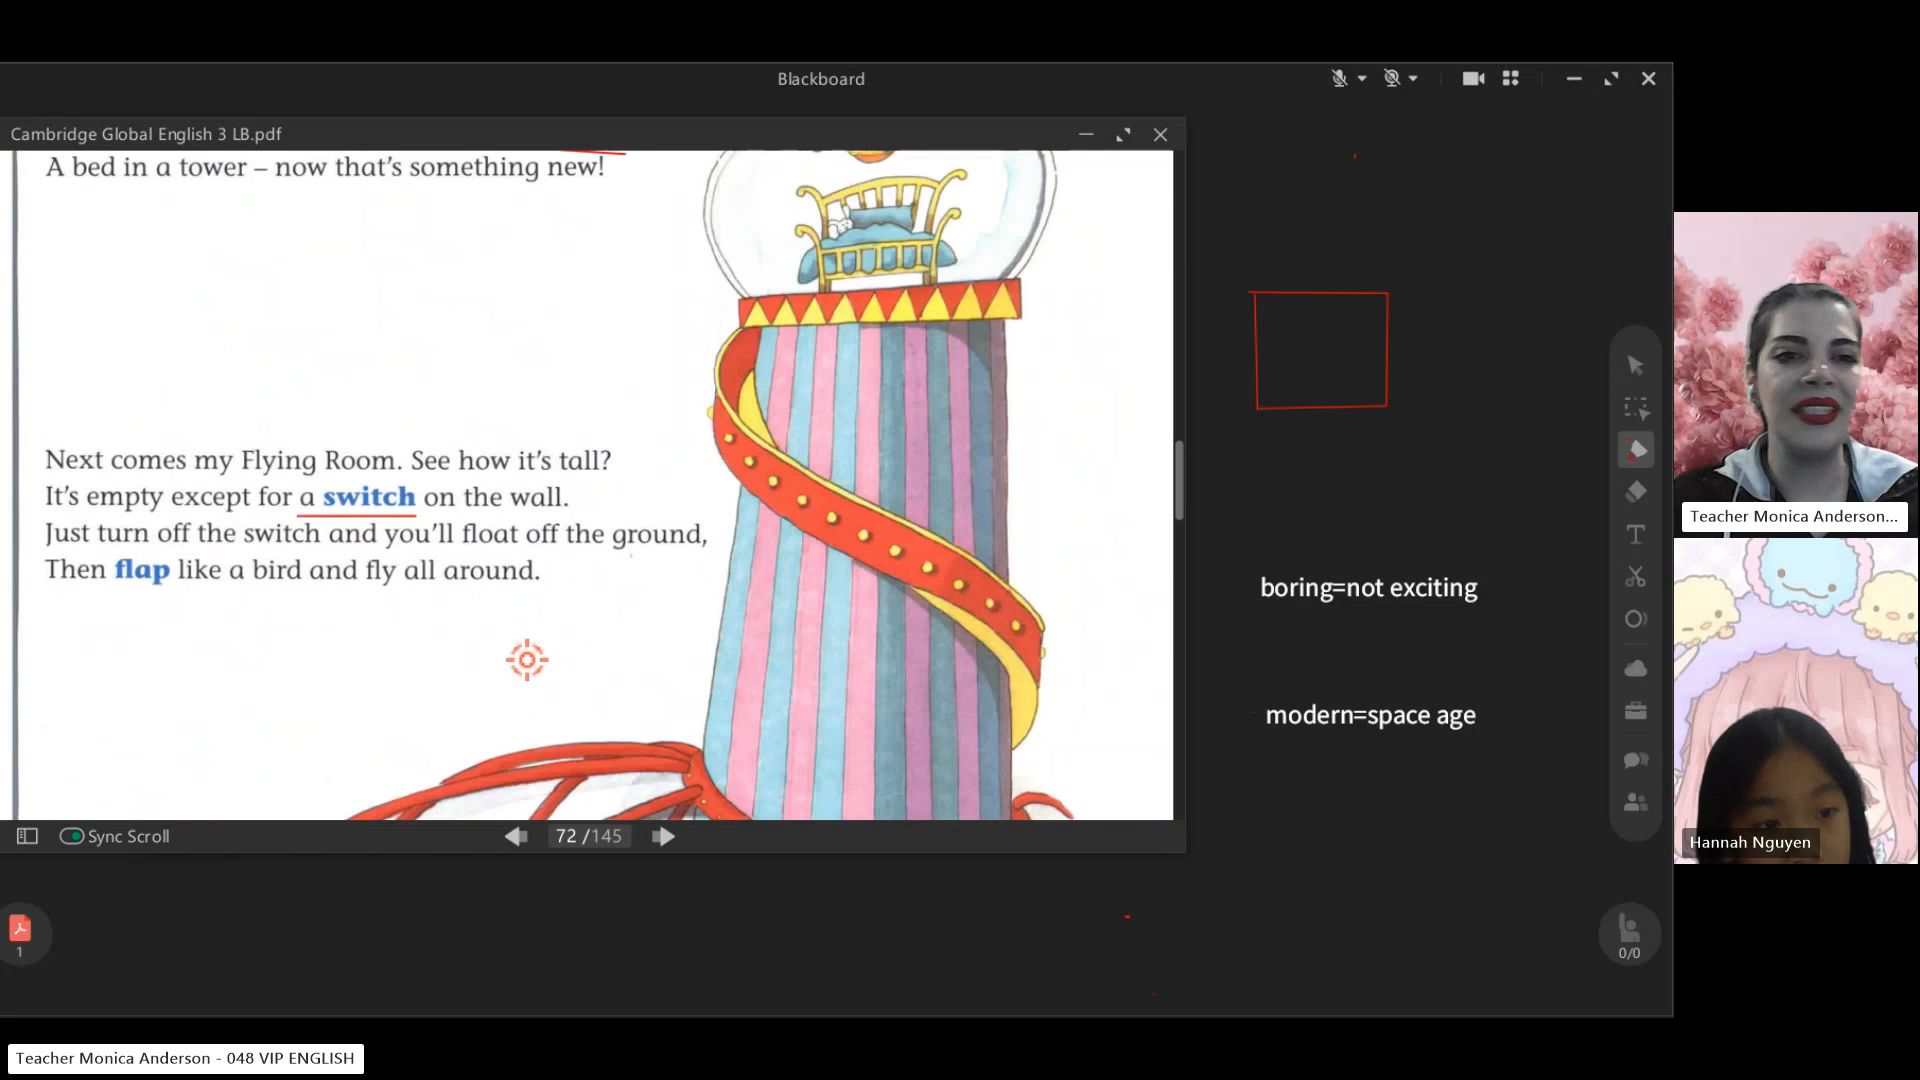 Blackboard
Cambridge Global English 3 LB.pdf
A bed in a tower – now that's something new!
Next comes my Flying Room. See how it's tall?
It's empty except for a switch on the wall.
Just turn off the switch and you'll float off the ground,
Then flap like a bird and fly all around.
boring=not exciting
modern=space age
Sync Scroll
72 /145
1
0/0
T
Teacher Monica Anderson...
Hannah Nguyen
Teacher Monica Anderson - 048 VIP ENGLISH